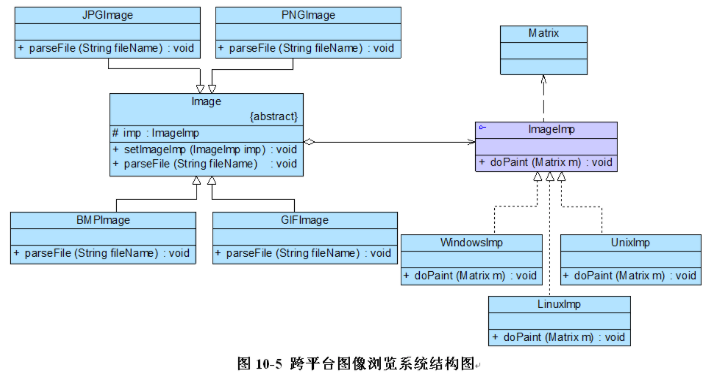 JPGImage
+ parseFile (String fileName) : void
PNGImage
+ parseFile (String fileName) : void
Matrix
Image
{abstract}
# imp : ImageImp
+ setImageImp (ImageImp imp) : void
+ parseFile (String fileName) : void
ImageImp
+ doPaint (Matrix m) : void
BMPImage
+ parseFile (String fileName) : void
GIFImage
+ parseFile (String fileName) : void
WindowsImp
+ doPaint (Matrix m) : void
UnixImp
+ doPaint (Matrix m) : void
LinuxImp
+ doPaint (Matrix m) : void
图 10-5 跨平台图像浏览系统结构图